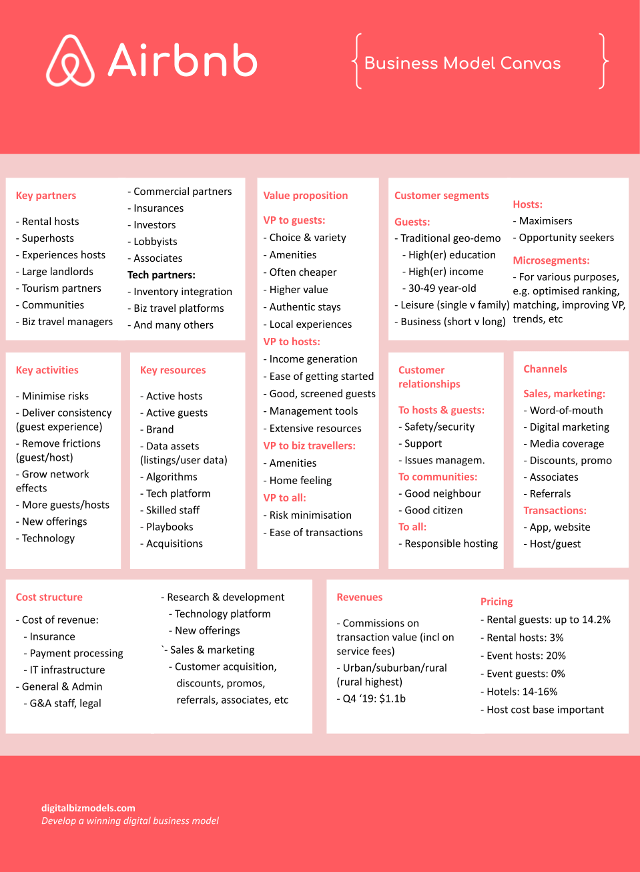 Airbnb
Business Model Canvas
Key partners
- Rental hosts
- Superhosts
- Experiences hosts
- Large landlords
- Tourism partners
- Communities
- Biz travel managers
- Commercial partners
- Insurances
- Investors
- Lobbyists
- Associates
Tech partners:
- Inventory integration
- Biz travel platforms
- And many others
Value proposition
VP to guests:
- Choice & variety
- Amenities
- Often cheaper
- Higher value
- Authentic stays
- Local experiences
VP to hosts:
- Income generation
- Ease of getting started
- Good, screened guests
- Management tools
- Extensive resources
VP to biz travellers:
- Amenities
- Home feeling
VP to all:
- Risk minimisation
- Ease of transactions
Customer segments
Guests:
- Traditional geo-demo
- High(er) education
- High(er) income
- 30-49 year-old
- Leisure (single v family)
- Business (short v long)
Hosts:
- Maximisers
- Opportunity seekers
Microsegments:
- For various purposes,
e.g. optimised ranking,
matching, improving VP,
trends, etc
Key activities
- Minimise risks
- Deliver consistency
(guest experience)
- Remove frictions
(guest/host)
- Grow network
effects
- More guests/hosts
- New offerings
- Technology
Key resources
- Active hosts
- Active guests
- Brand
- Data assets
(listings/user data)
- Algorithms
- Tech platform
- Skilled staff
- Playbooks
- Acquisitions
Customer
relationships
To hosts & guests:
- Safety/security
- Support
- Issues managem.
To communities:
- Good neighbour
- Good citizen
To all:
- Responsible hosting
Channels
Sales, marketing:
- Word-of-mouth
- Digital marketing
- Media coverage
- Discounts, promo
- Associates
- Referrals
Transactions:
- App, website
- Host/guest
Cost structure
- Cost of revenue:
- Insurance
- Payment processing
- IT infrastructure
- General & Admin
- G&A staff, legal
- Research & development
- Technology platform
- New offerings
`- Sales & marketing
- Customer acquisition,
discounts, promos,
referrals, associates, etc
Revenues
- Commissions on
transaction value (incl on
service fees)
- Urban/suburban/rural
(rural highest)
- Q4 ‘19: $1.1b
Pricing
- Rental guests: up to 14.2%
- Rental hosts: 3%
- Event hosts: 20%
- Event guests: 0%
- Hotels: 14-16%
- Host cost base important
digitalbizmodels.com
Develop a winning digital business model